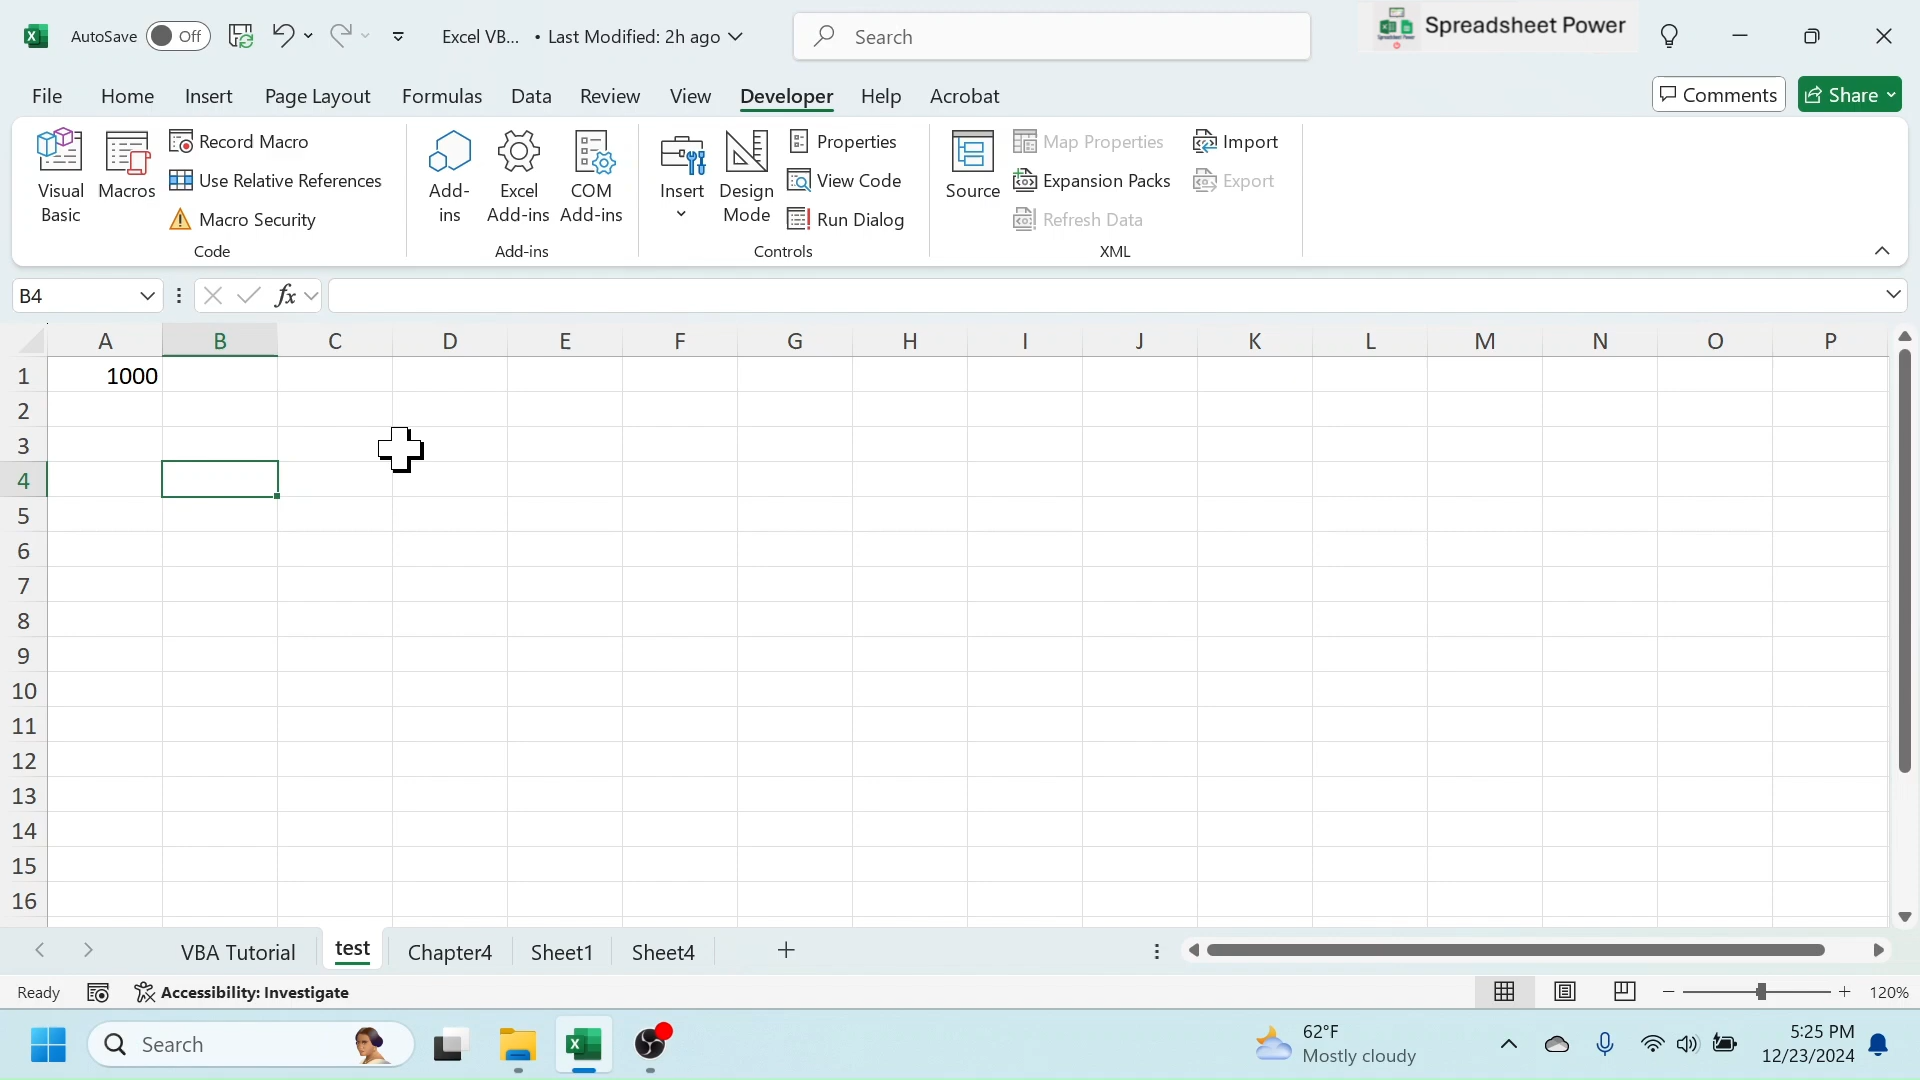 AutoSave Off Excel VB... • Last Modified: 2h ago Search Spreadsheet Power
File Home Insert Page Layout Formulas Data Review View Developer Help Acrobat Comments Share
Visual Basic
Macros
Record Macro
Use Relative References
Macro Security
Code
Add-ins
Excel Add-ins
COM Add-ins
Add-ins
Insert
Design Mode
Properties
View Code
Run Dialog
Controls
Source
Map Properties
Expansion Packs
Refresh Data
Import
Export
XML
B4 fx
A B C D E F G H I J K L M N O P
1 1000
2
3
4
5
6
7
8
9
10
11
12
13
14
15
16
VBA Tutorial test Chapter4 Sheet1 Sheet4
Ready Accessibility: Investigate 120%
Search
62°F
Mostly cloudy
5:25 PM
12/23/2024